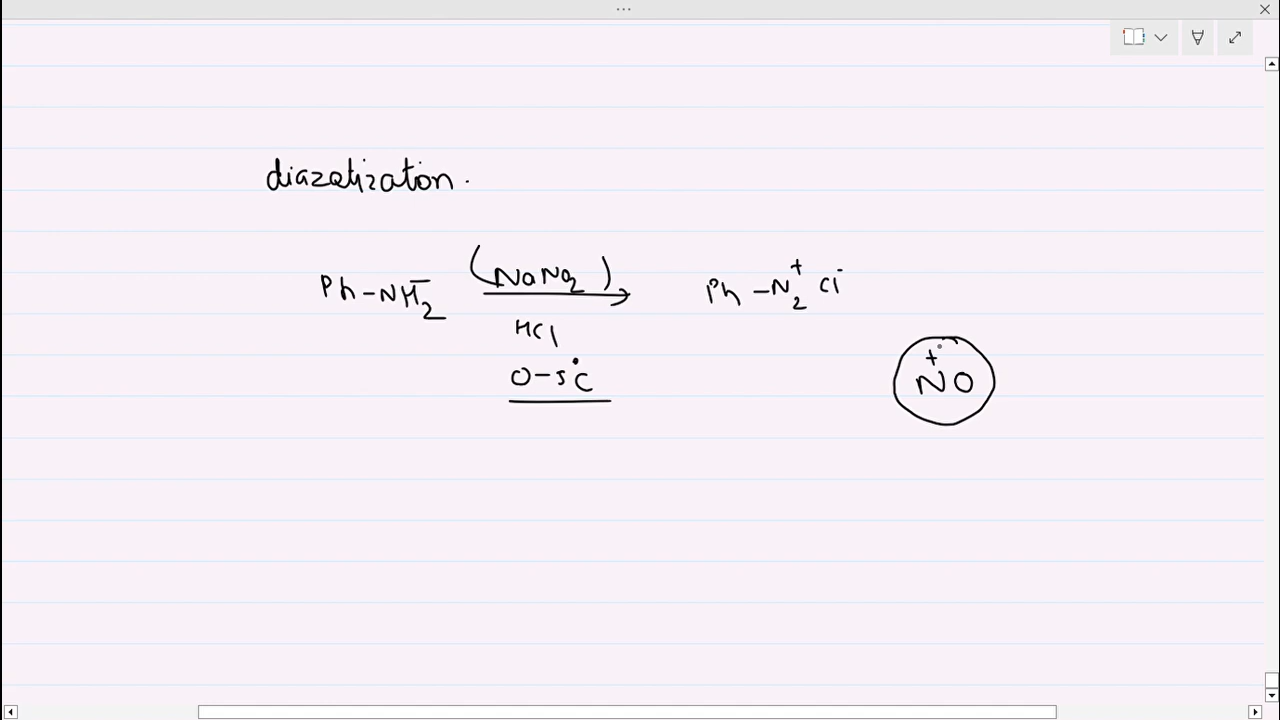 diazotization.
Ph-NH₂ (NaNO₂) Ph-N₂⁺ Cl⁻
HCl
0-5°C
⁺NO